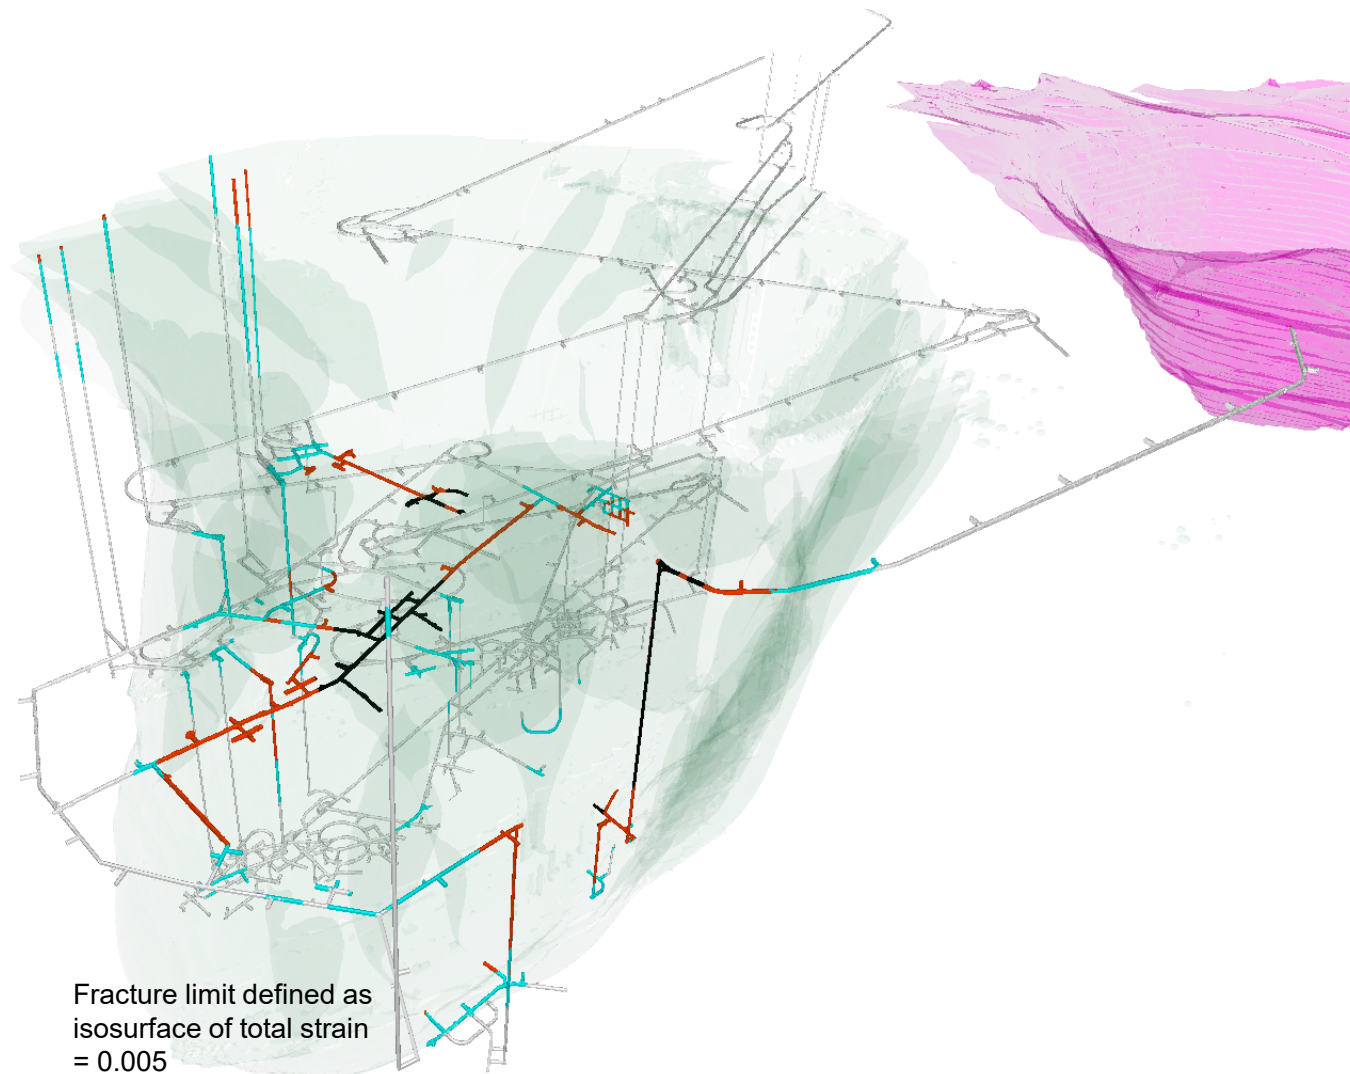 Fracture limit defined as
isosurface of total strain
= 0.005